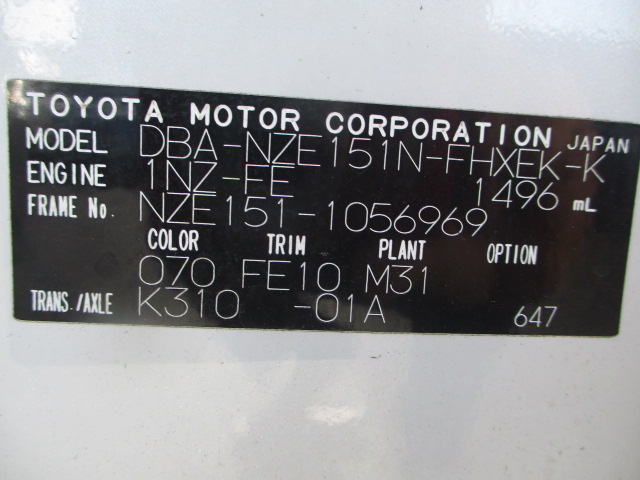 TOYOTA MOTOR CORPORATION JAPAN
MODEL DBA-NZE151N-FHXEK-K
ENGINE 1NZ-FE 1496 mL
FRAME No. NZE151-1056969
COLOR TRIM PLANT OPTION
070 FE10 M31
TRANS./AXLE K310 -01A 647